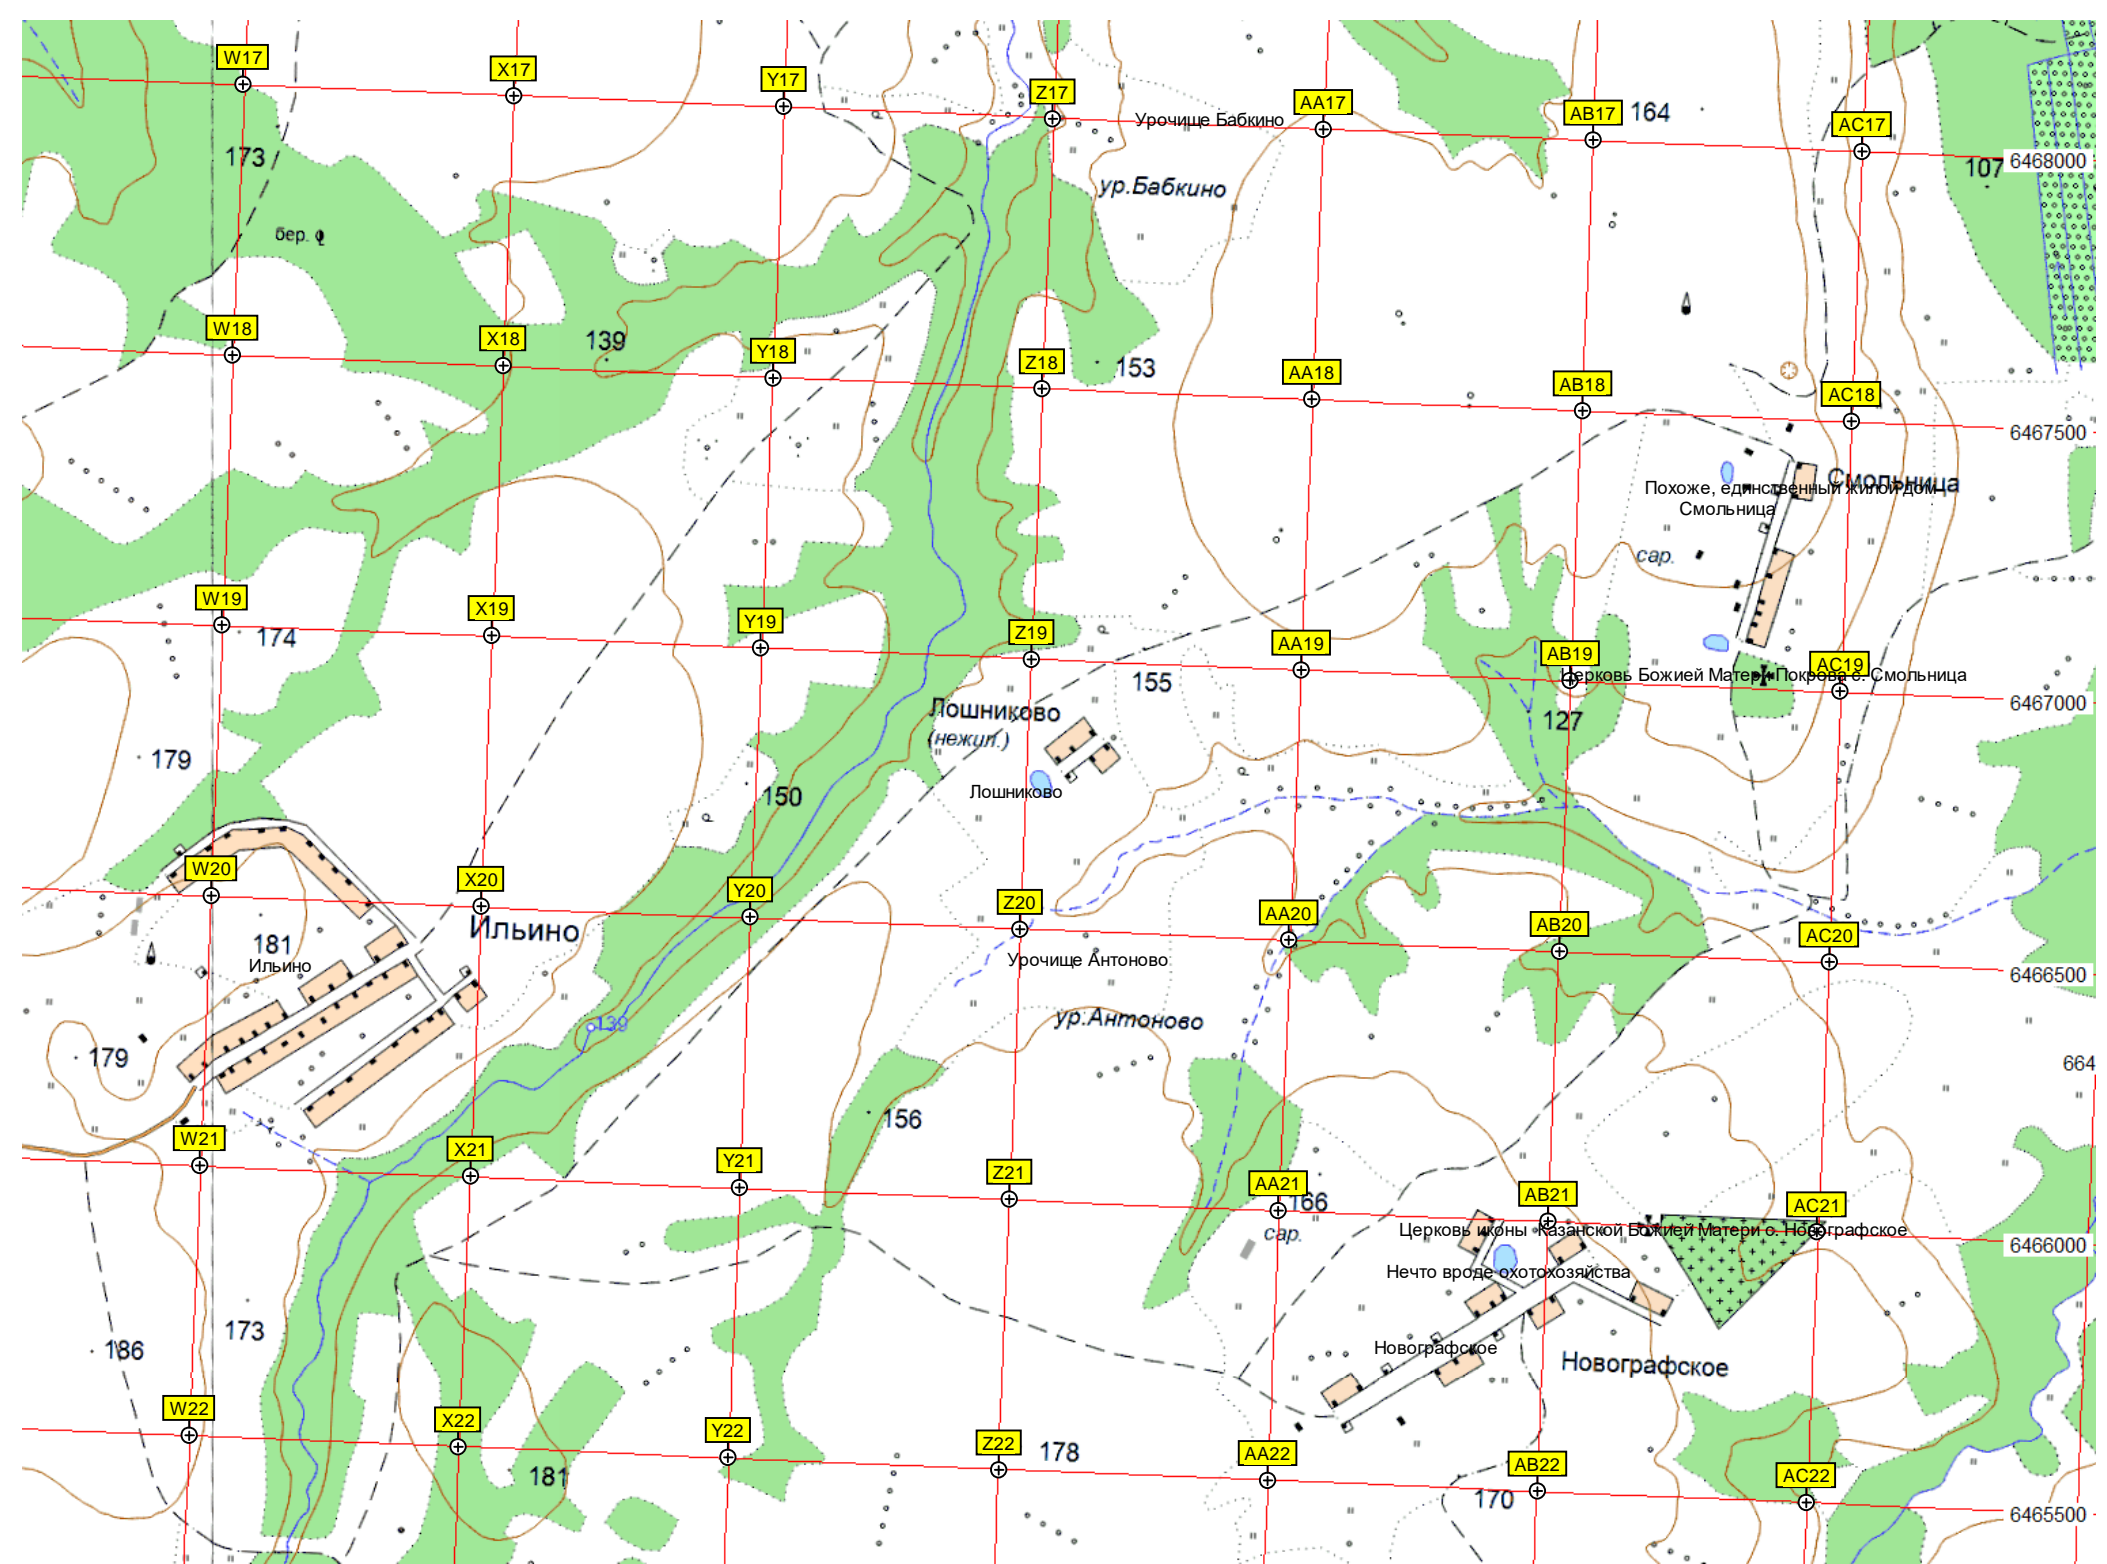 W17
X17
Y17
Z17
AA17
AB17
164
AC17
Урочище Бабкино
173
6468000
107
ур.Бабкино
бер.
W18
X18
139
Y18
Z18
153
AA18
AB18
AC18
6467500
Смольница
Похоже, единственный жилой дом
Смольница
сар.
W19
X19
Y19
Z19
AA19
AB19
AC19
174
155
Церковь Божией Матери Покрова с. Смольница
6467000
Лошниково
(нежил.)
127
179
Лошниково
150
W20
X20
Y20
Z20
AA20
AB20
AC20
Ильино
181
Ильино
Урочище Антоново
6466500
139
ур.Антоново
179
664
156
W21
X21
Y21
Z21
AA21
166
AB21
AC21
сар.
Церковь иконы Казанской Божией Матери с. Новографское
6466000
Нечто вроде охотохозяйства
173
186
Новографское
Новографское
W22
X22
Y22
Z22
178
AA22
AB22
AC22
181
170
6465500